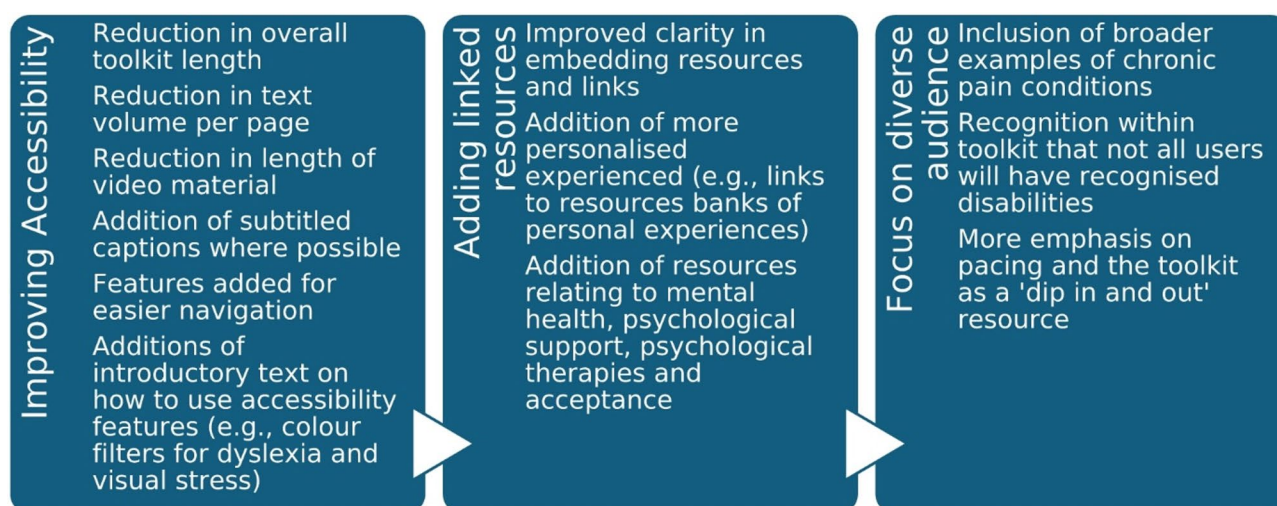 Improving Accessibility
Reduction in overall
toolkit length
Reduction in text
volume per page
Reduction in length of
video material
Addition of subtitled
captions where possible
Features added for
easier navigation
Additions of
introductory text on
how to use accessibility
features (e.g., colour
filters for dyslexia and
visual stress)
Adding linked
resources
Improved clarity in
embedding resources
and links
Addition of more
personalised
experienced (e.g., links
to resources banks of
personal experiences)
Addition of resources
relating to mental
health, psychological
support, psychological
therapies and
acceptance
Focus on diverse
audience
Inclusion of broader
examples of chronic
pain conditions
Recognition within
toolkit that not all users
will have recognised
disabilities
More emphasis on
pacing and the toolkit
as a 'dip in and out'
resource